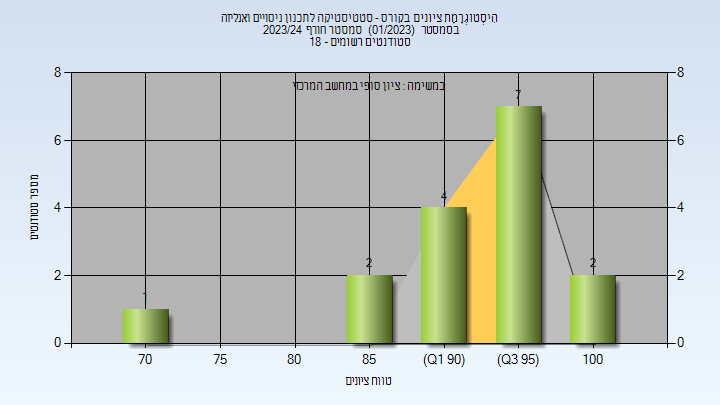 היסטוגרמת ציונים בקורס - סטטיסטיקה לתכנון ניסויים ואנליזה
בסמסטר (01/2023) סמסטר חורף 2023/24
סטודנטים רשומים - 18
במשימה : ציון סופי במחשב המרכזי
מספר סטודנטים
8
6
4
2
0
8
6
4
2
0
1
2
4
7
2
70
75
80
85
(Q1 90)
(Q3 95)
100
טווח ציונים